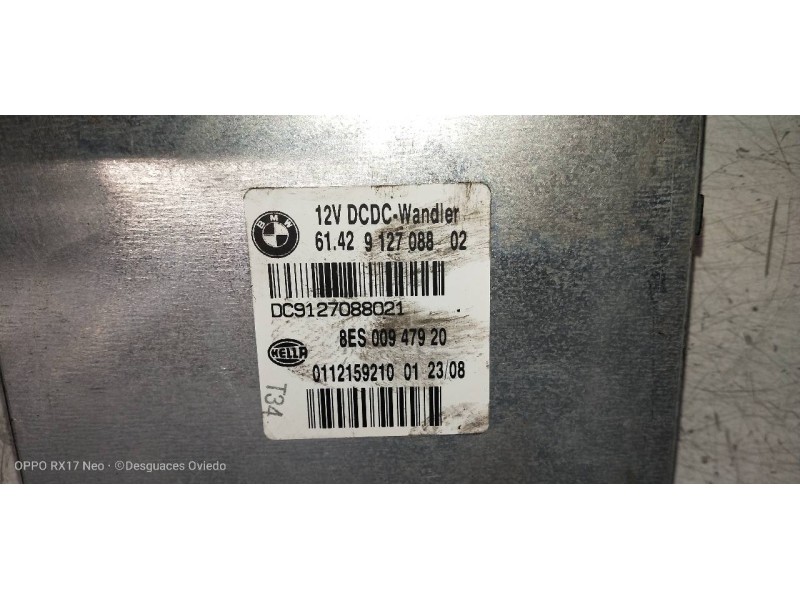 12V DCDC-Wandler
BMW
61.42 9 127 088 02
DC9127088021
8ES 009 479 20
HELLA
0112159210 01 23/08
T34
OPPO RX17 Neo · ©Desguaces Oviedo